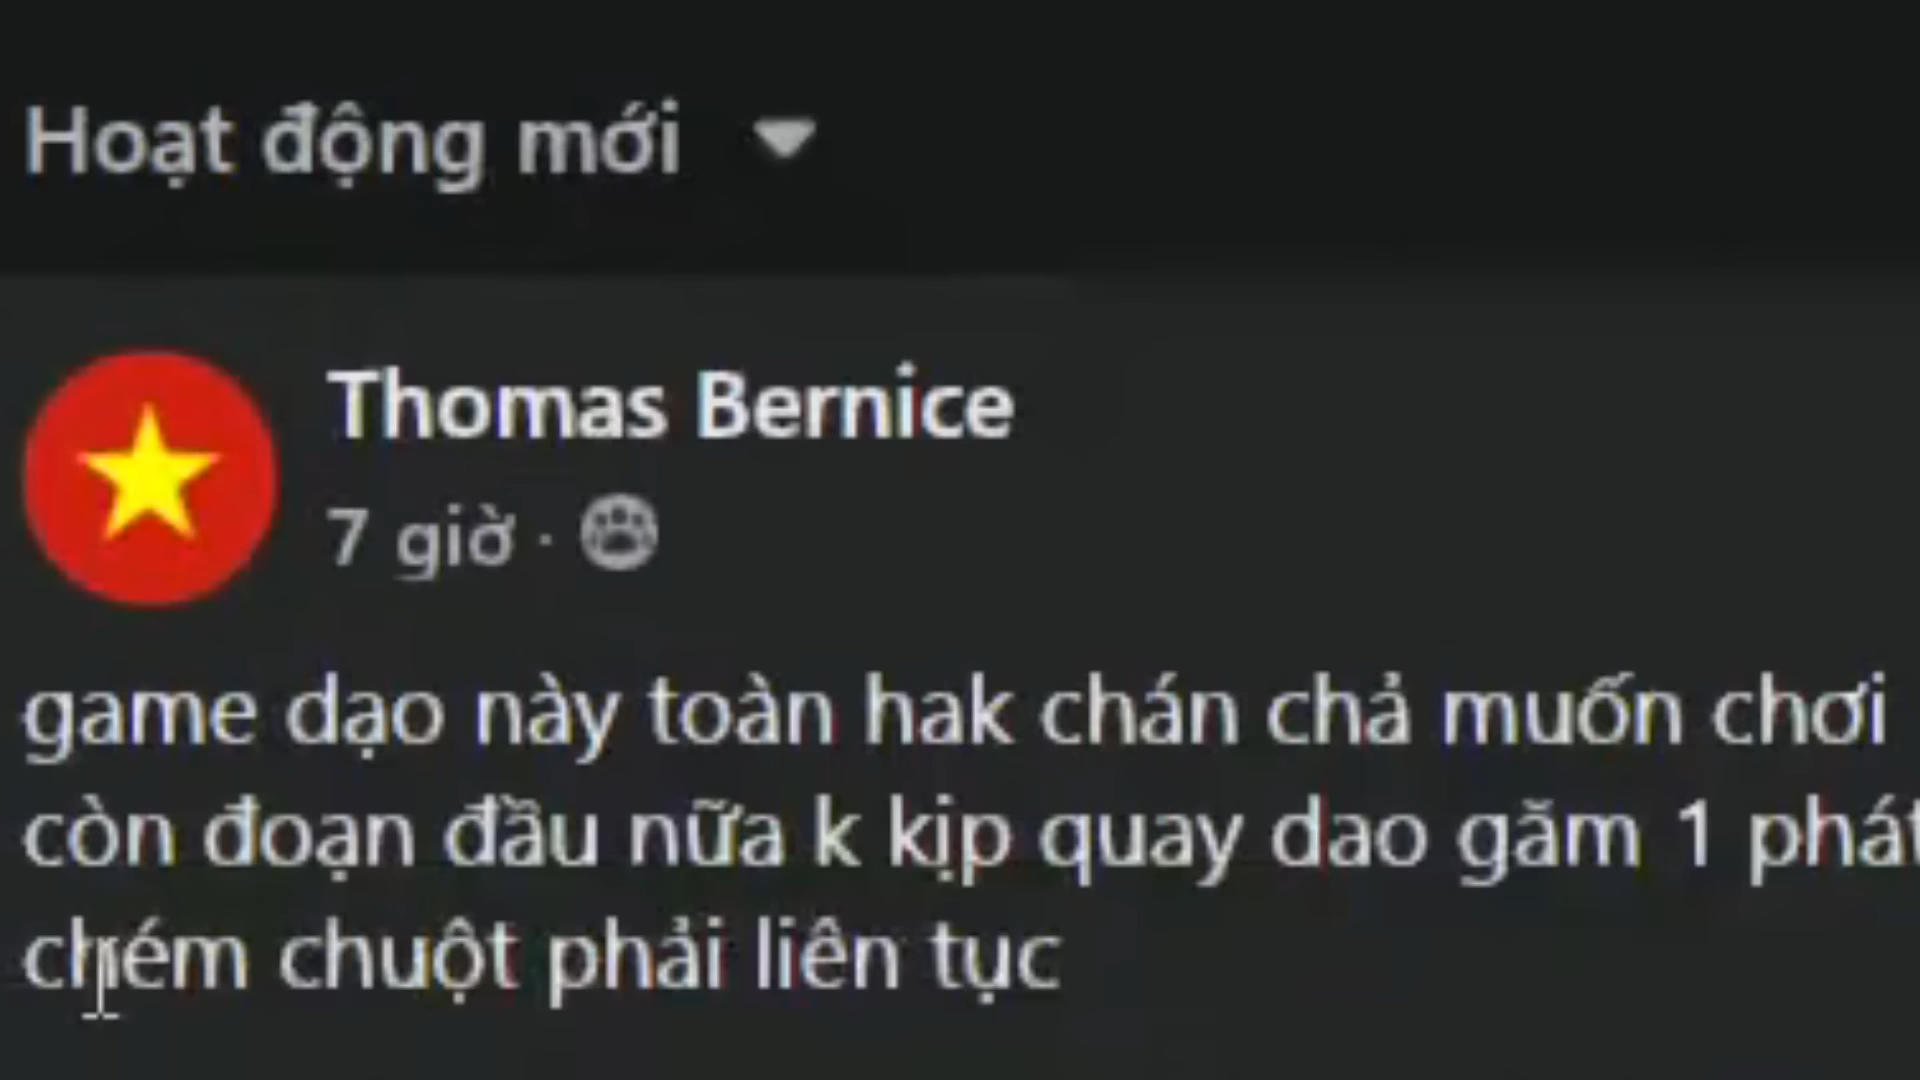 Hoạt động mới
Thomas Bernice
7 giờ ·
game dạo này toàn hak chán chả muốn chơi
còn đoạn đầu nữa k kịp quay dao găm 1 phát
chém chuột phải liên tục